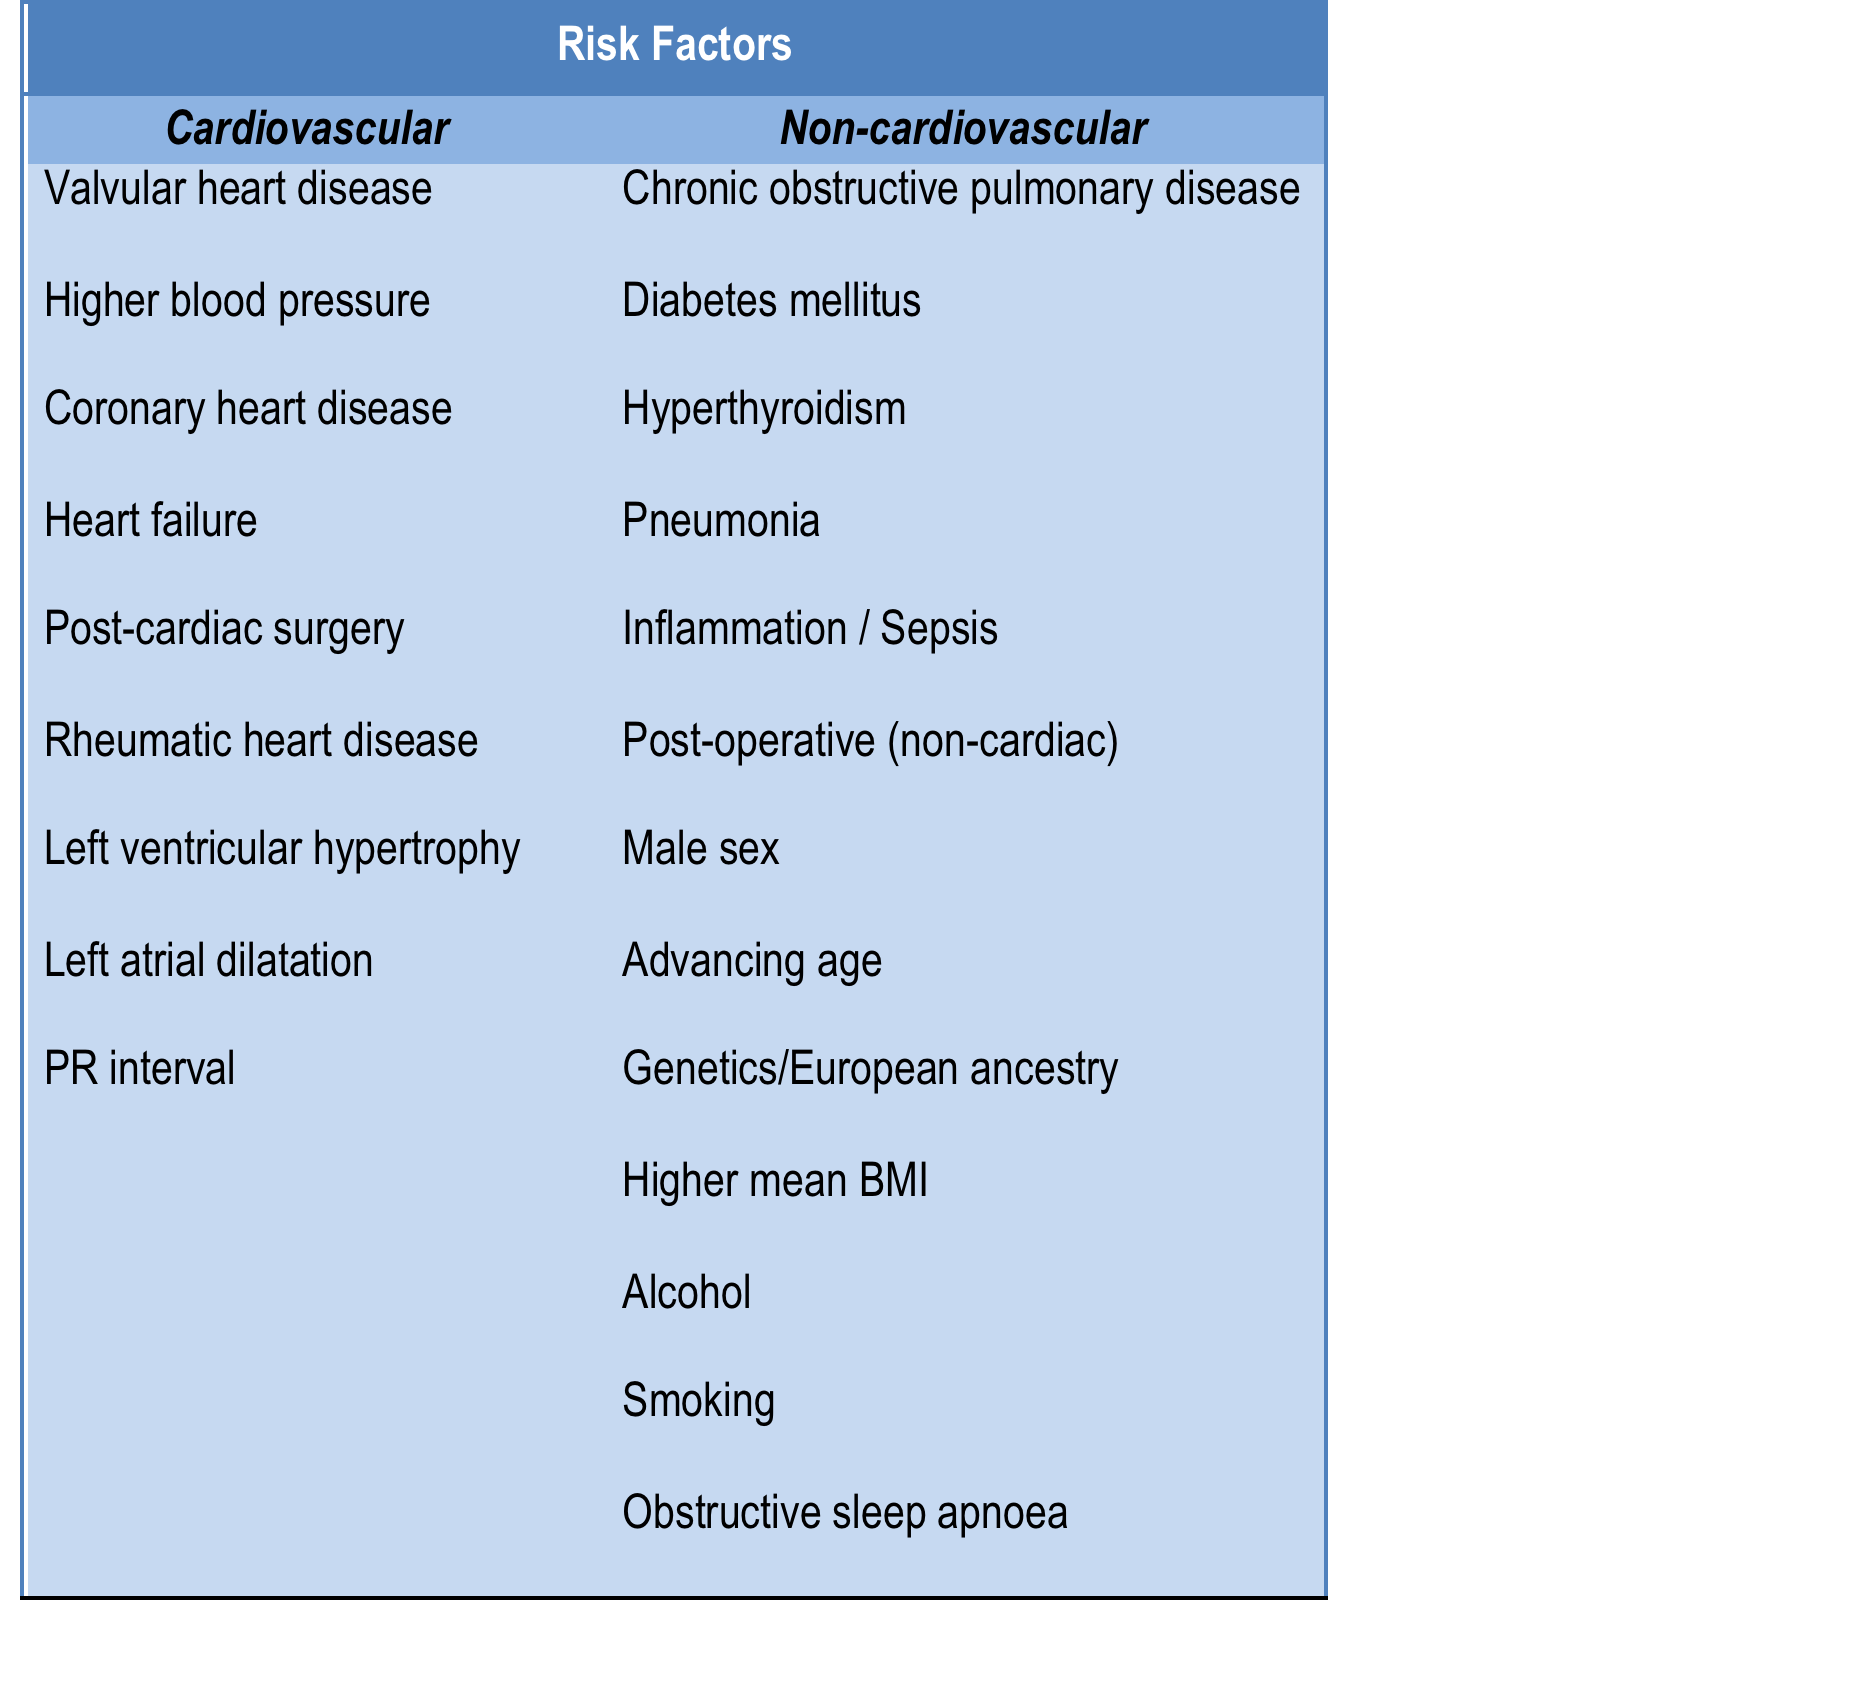 Risk Factors
Cardiovascular Non-cardiovascular
Valvular heart disease Chronic obstructive pulmonary disease
Higher blood pressure Diabetes mellitus
Coronary heart disease Hyperthyroidism
Heart failure Pneumonia
Post-cardiac surgery Inflammation / Sepsis
Rheumatic heart disease Post-operative (non-cardiac)
Left ventricular hypertrophy Male sex
Left atrial dilatation Advancing age
PR interval Genetics/European ancestry
Higher mean BMI
Alcohol
Smoking
Obstructive sleep apnoea